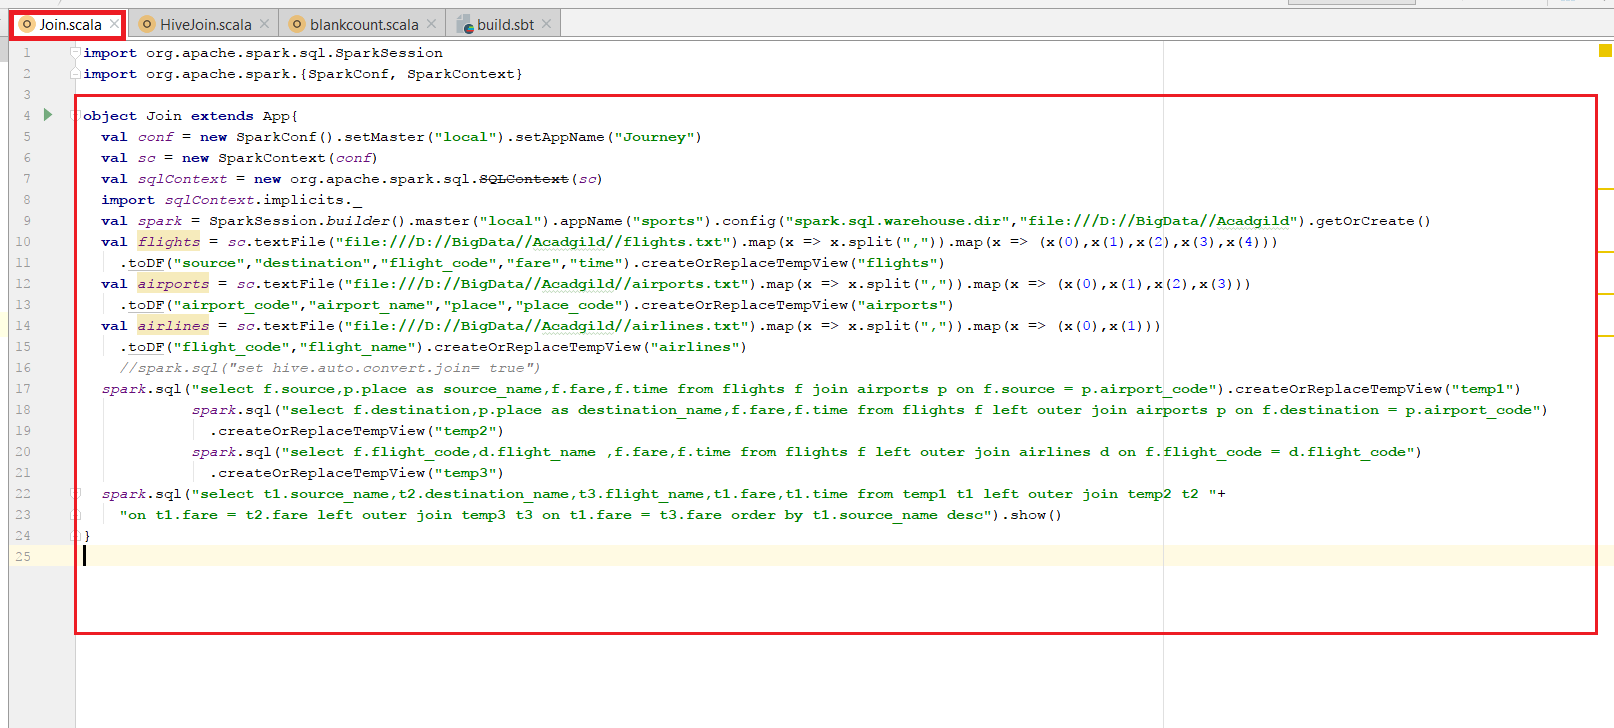 Join.scala HiveJoin.scala blankcount.scala build.sbt
1 import org.apache.spark.sql.SparkSession
2 import org.apache.spark.{SparkConf, SparkContext}
3
4 object Join extends App{
5 val conf = new SparkConf().setMaster("local").setAppName("Journey")
6 val sc = new SparkContext(conf)
7 val sqlContext = new org.apache.spark.sql.SQLContext(sc)
8 import sqlContext.implicits._
9 val spark = SparkSession.builder().master("local").appName("sports").config("spark.sql.warehouse.dir","file:///D://BigData//Acadgild").getOrCreate()
10 val flights = sc.textFile("file:///D://BigData//Acadgild//flights.txt").map(x => x.split(",")).map(x => (x(0),x(1),x(2),x(3),x(4)))
11 .toDF("source","destination","flight_code","fare","time").createOrReplaceTempView("flights")
12 val airports = sc.textFile("file:///D://BigData//Acadgild//airports.txt").map(x => x.split(",")).map(x => (x(0),x(1),x(2),x(3)))
13 .toDF("airport_code","airport_name","place","place_code").createOrReplaceTempView("airports")
14 val airlines = sc.textFile("file:///D://BigData//Acadgild//airlines.txt").map(x => x.split(",")).map(x => (x(0),x(1)))
15 .toDF("flight_code","flight_name").createOrReplaceTempView("airlines")
16 //spark.sql("set hive.auto.convert.join= true")
17 spark.sql("select f.source,p.place as source_name,f.fare,f.time from flights f join airports p on f.source = p.airport_code").createOrReplaceTempView("temp1")
18 spark.sql("select f.destination,p.place as destination_name,f.fare,f.time from flights f left outer join airports p on f.destination = p.airport_code")
19 .createOrReplaceTempView("temp2")
20 spark.sql("select f.flight_code,d.flight_name ,f.fare,f.time from flights f left outer join airlines d on f.flight_code = d.flight_code")
21 .createOrReplaceTempView("temp3")
22 spark.sql("select t1.source_name,t2.destination_name,t3.flight_name,t1.fare,t1.time from temp1 t1 left outer join temp2 t2 "+
23 "on t1.fare = t2.fare left outer join temp3 t3 on t1.fare = t3.fare order by t1.source_name desc").show()
24 }
25